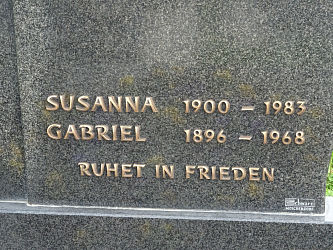 SUSANNA 1900 – 1983
GABRIEL 1896 – 1968
RUHET IN FRIEDEN